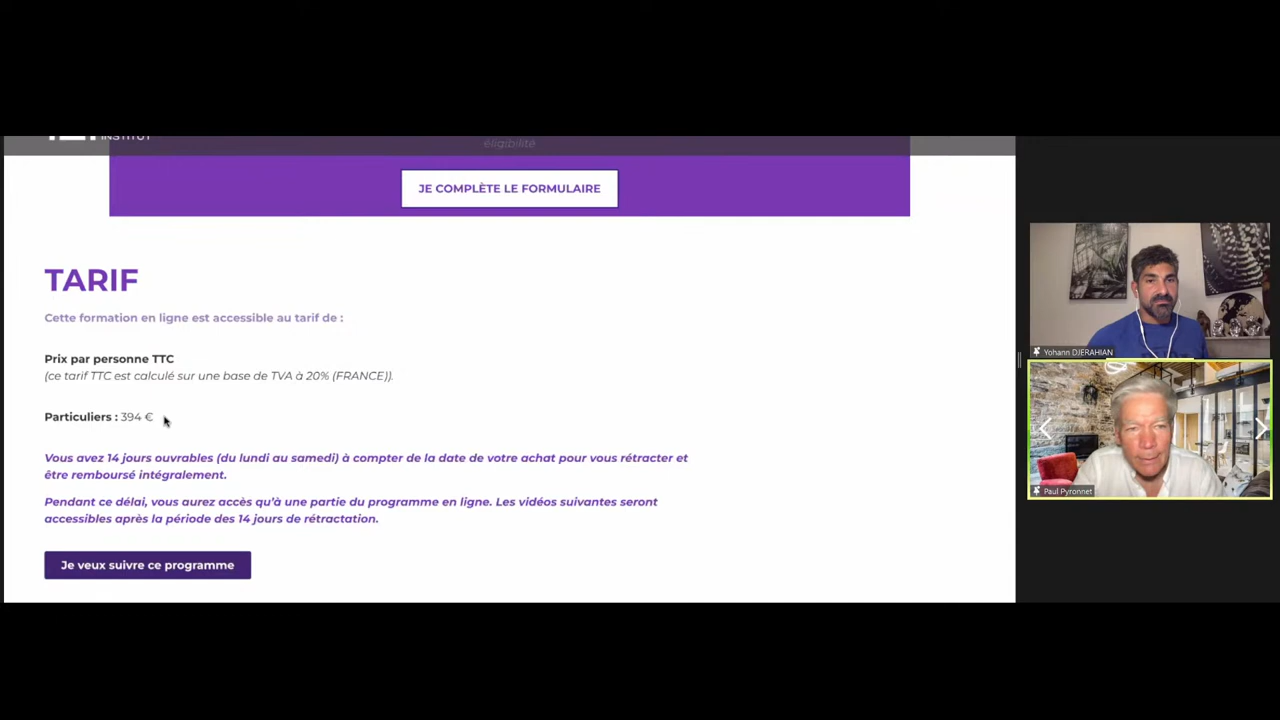 INSTITUT
éligibilité
JE COMPLÈTE LE FORMULAIRE
TARIF
Cette formation en ligne est accessible au tarif de :
Prix par personne TTC
(ce tarif TTC est calculé sur une base de TVA à 20% (FRANCE)).
Particuliers : 394 €
Vous avez 14 jours ouvrables (du lundi au samedi) à compter de la date de votre achat pour vous rétracter et
être remboursé intégralement.
Pendant ce délai, vous aurez accès qu’à une partie du programme en ligne. Les vidéos suivantes seront
accessibles après la période des 14 jours de rétractation.
Je veux suivre ce programme
Yohann DJERAHIAN
Paul Pyronnet